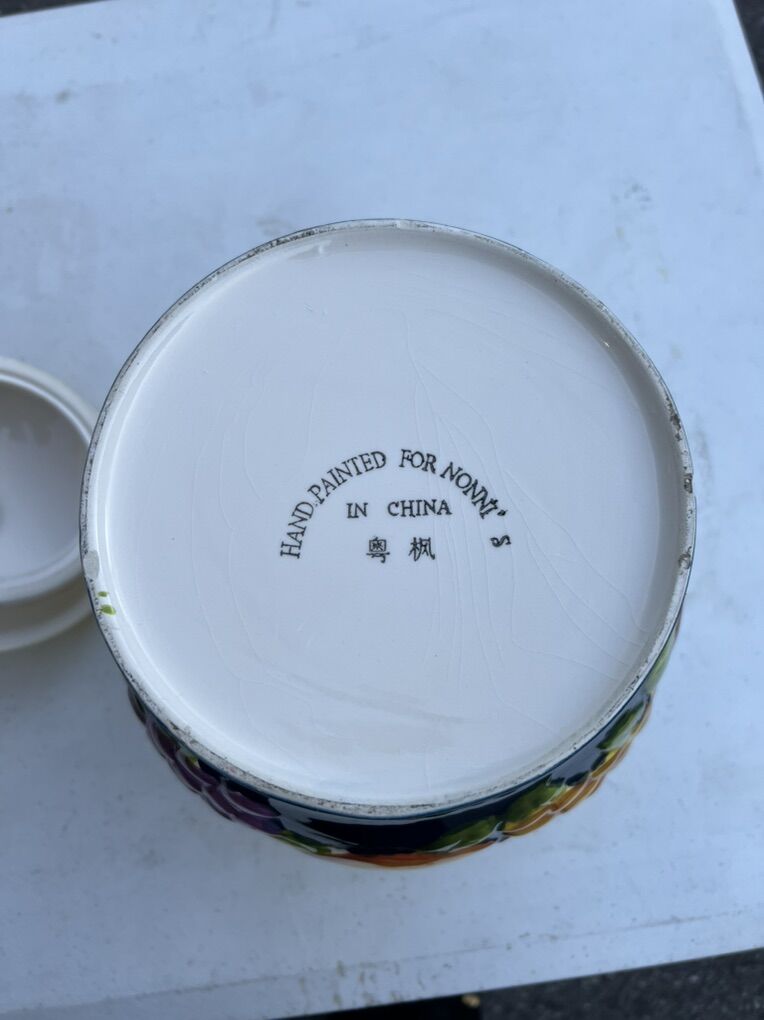 HAND PAINTED FOR NONNI'S
IN CHINA
粤枫